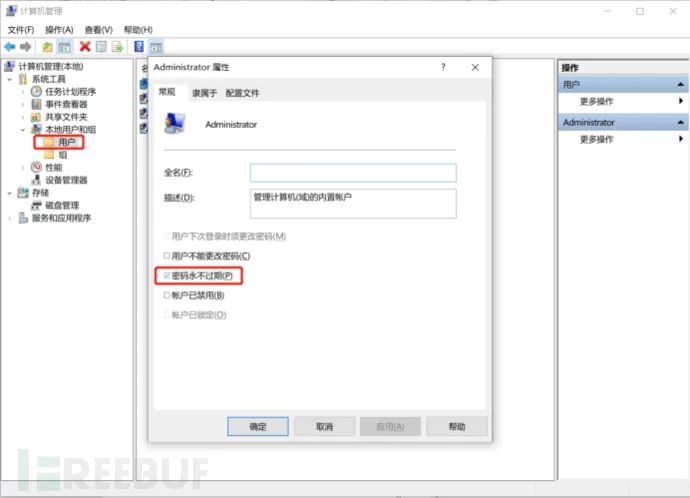 计算机管理
文件(F) 操作(A) 查看(V) 帮助(H)
计算机管理(本地)
系统工具
任务计划程序
事件查看器
共享文件夹
本地用户和组
用户
组
性能
设备管理器
存储
磁盘管理
服务和应用程序
名
Administrator 属性
?
常规 隶属于 配置文件
Administrator
全名(F):
描述(D):
管理计算机(域)的内置帐户
用户下次登录时须更改密码(M)
用户不能更改密码(C)
密码永不过期(P)
帐户已禁用(B)
帐户已锁定(O)
确定 取消 应用(A) 帮助
操作
用户
更多操作
Administrator
更多操作
FREEBUF